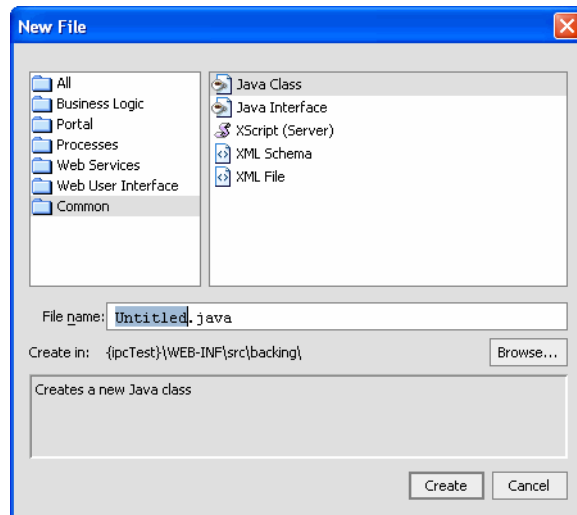 New File
All
Business Logic
Portal
Processes
Web Services
Web User Interface
Common
Java Class
Java Interface
XScript (Server)
XML Schema
XML File
File name: Untitled.java
Create in: {ipcTest}\WEB-INF\src\backing\
Browse...
Creates a new Java class
Create
Cancel